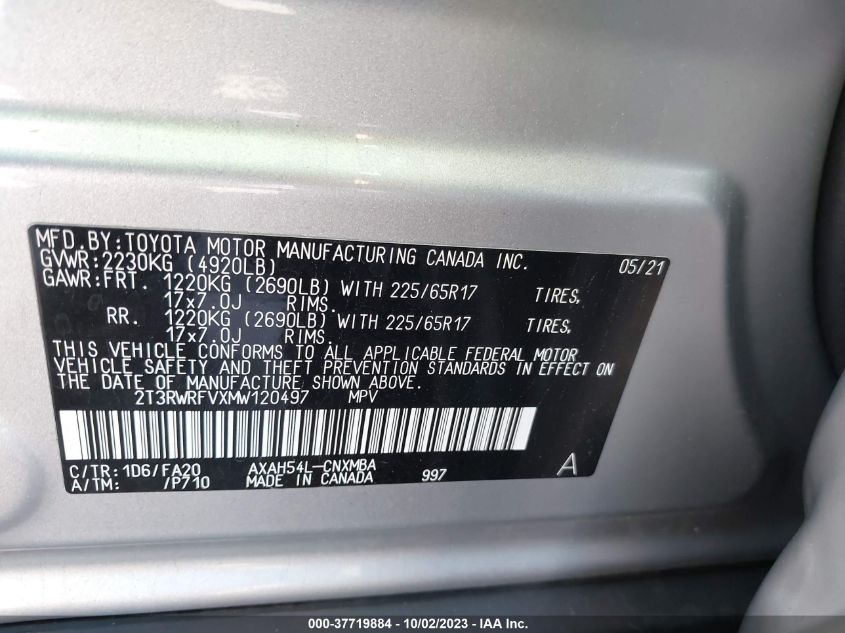 MFD.BY:TOYOTA MOTOR MANUFACTURING CANADA INC.
GVWR:2230KG (4920LB) 05/21
GAWR:FRT. 1220KG (2690LB) WITH 225/65R17 TIRES,
17x7.0J RIMS.
RR. 1220KG (2690LB) WITH 225/65R17 TIRES,
17x7.0J RIMS.
THIS VEHICLE CONFORMS TO ALL APPLICABLE FEDERAL MOTOR
VEHICLE SAFETY AND THEFT PREVENTION STANDARDS IN EFFECT ON
THE DATE OF MANUFACTURE SHOWN ABOVE.
2T3RWRFVXMW120497 MPV
C/TR:1D6/FA20 AXAH54L-CNXMBA A
A/TM: /P710 MADE IN CANADA 997
000-37719884 - 10/02/2023 - IAA Inc.